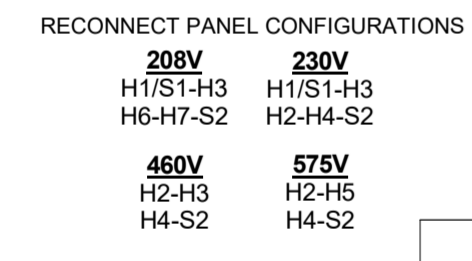 RECONNECT PANEL CONFIGURATIONS
208V 230V
H1/S1-H3 H1/S1-H3
H6-H7-S2 H2-H4-S2
460V 575V
H2-H3 H2-H5
H4-S2 H4-S2